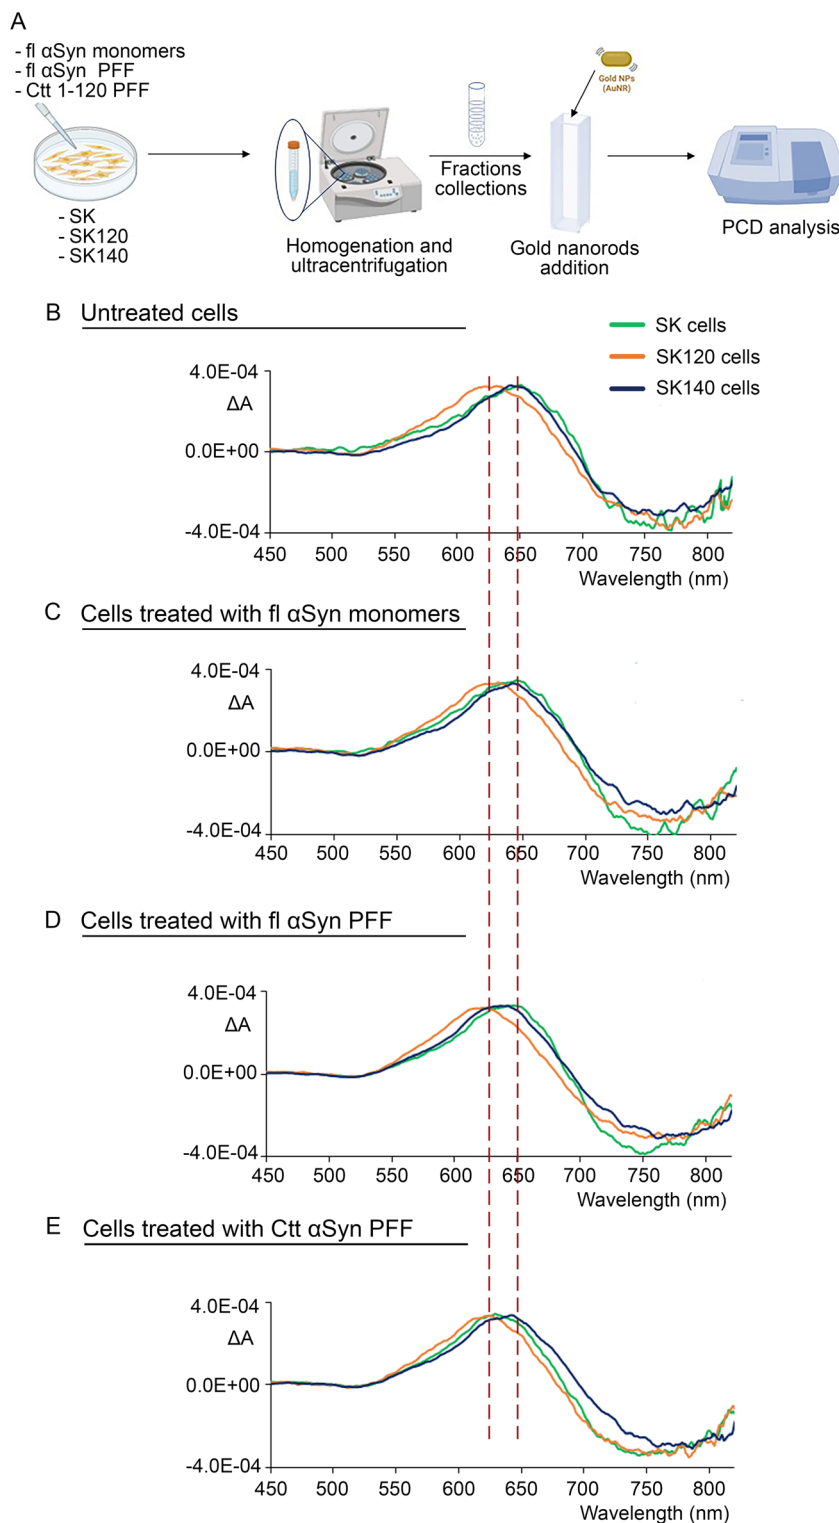 A
- fl αSyn monomers
- fl αSyn PFF
- Ctt 1-120 PFF
- SK
- SK120
- SK140
Homogenation and
ultracentrifugation
Fractions
collections
Gold NPs
(AuNR)
Gold nanorods
addition
PCD analysis
B Untreated cells
SK cells
SK120 cells
SK140 cells
4.0E-04
ΔA
0.0E+00
-4.0E-04
450 500 550 600 650 700 750 800
Wavelength (nm)
C Cells treated with fl αSyn monomers
4.0E-04
ΔA
0.0E+00
-4.0E-04
450 500 550 600 650 700 750 800
Wavelength (nm)
D Cells treated with fl αSyn PFF
4.0E-04
ΔA
0.0E+00
-4.0E-04
450 500 550 600 650 700 750 800
Wavelength (nm)
E Cells treated with Ctt αSyn PFF
4.0E-04
ΔA
0.0E+00
-4.0E-04
450 500 550 600 650 700 750 800
Wavelength (nm)